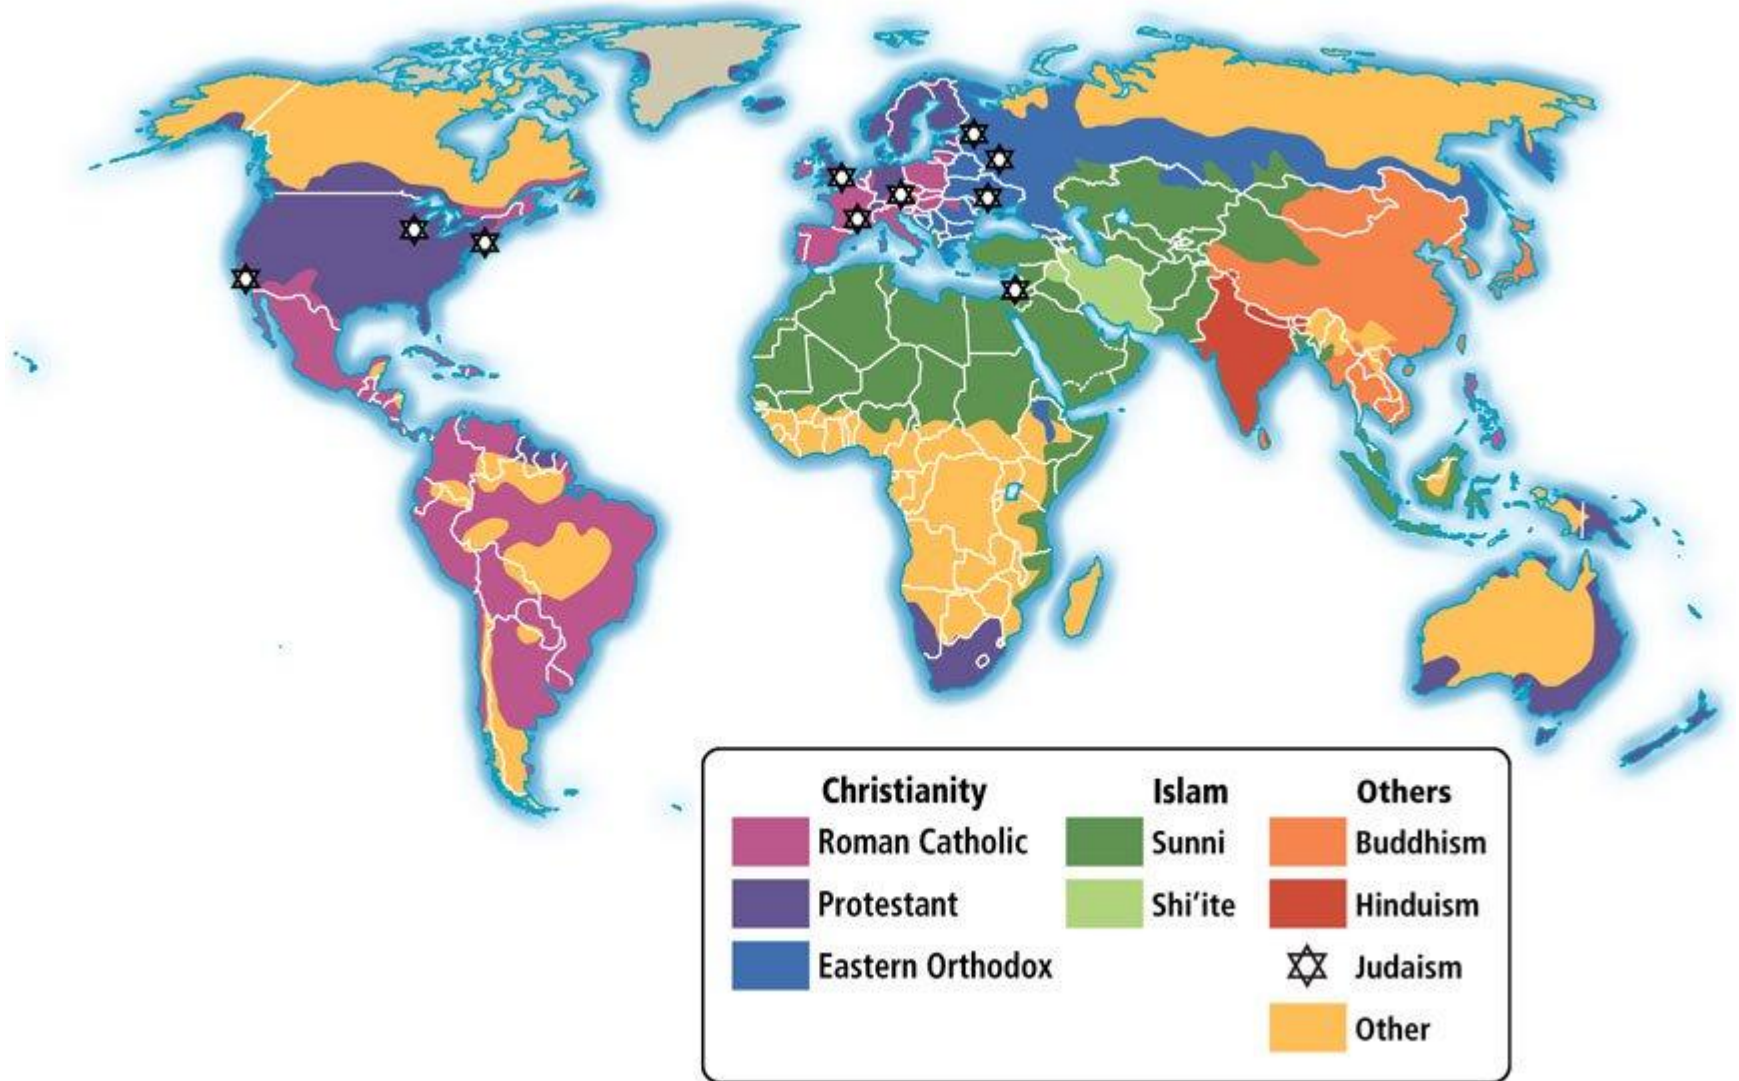 Christianity
Roman Catholic
Protestant
Eastern Orthodox
Islam
Sunni
Shi’ite
Others
Buddhism
Hinduism
Judaism
Other